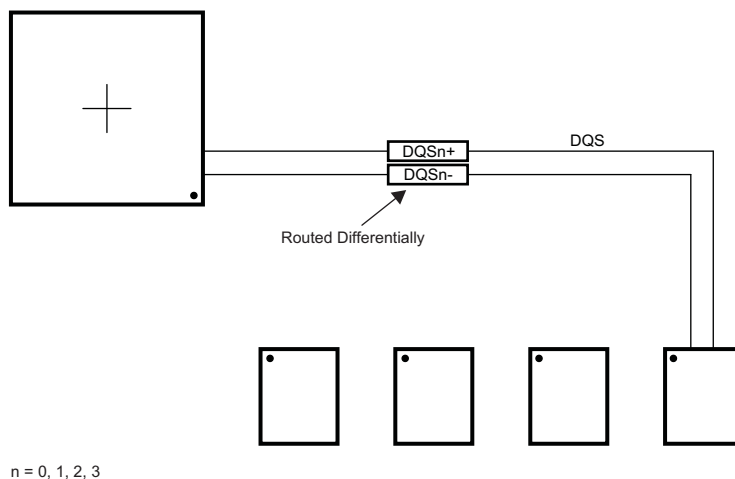 DQSn+
DQS
DQSn-
Routed Differentially
n = 0, 1, 2, 3